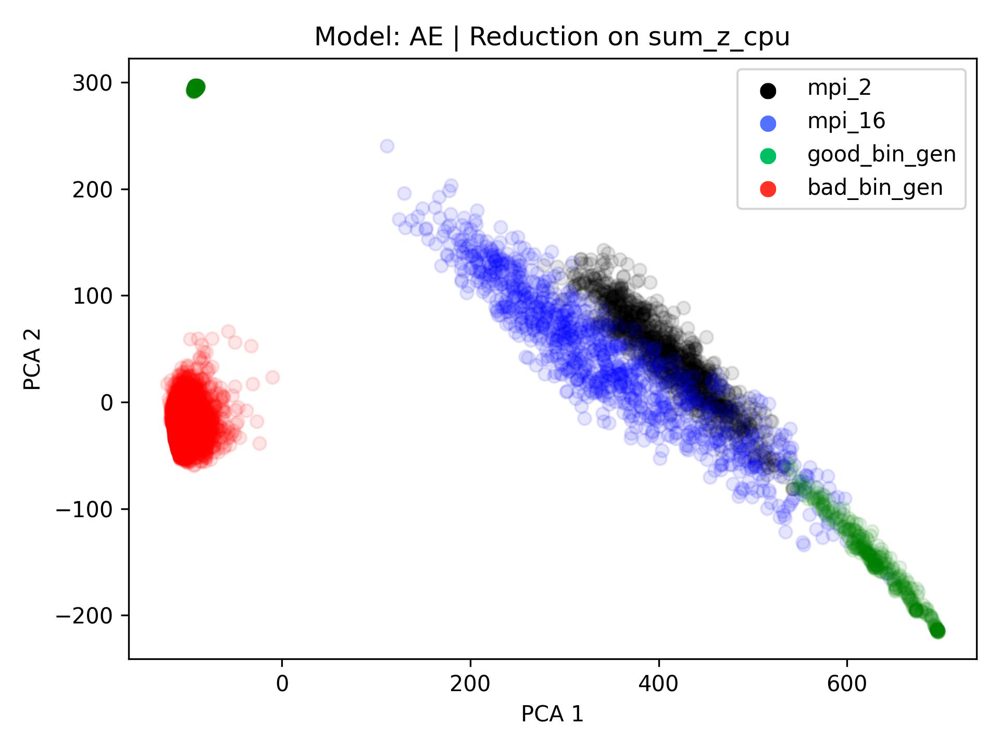 Model: AE | Reduction on sum_z_cpu
mpi_2
mpi_16
good_bin_gen
bad_bin_gen
300
200
100
0
−100
−200
PCA 2
0
200
400
600
PCA 1